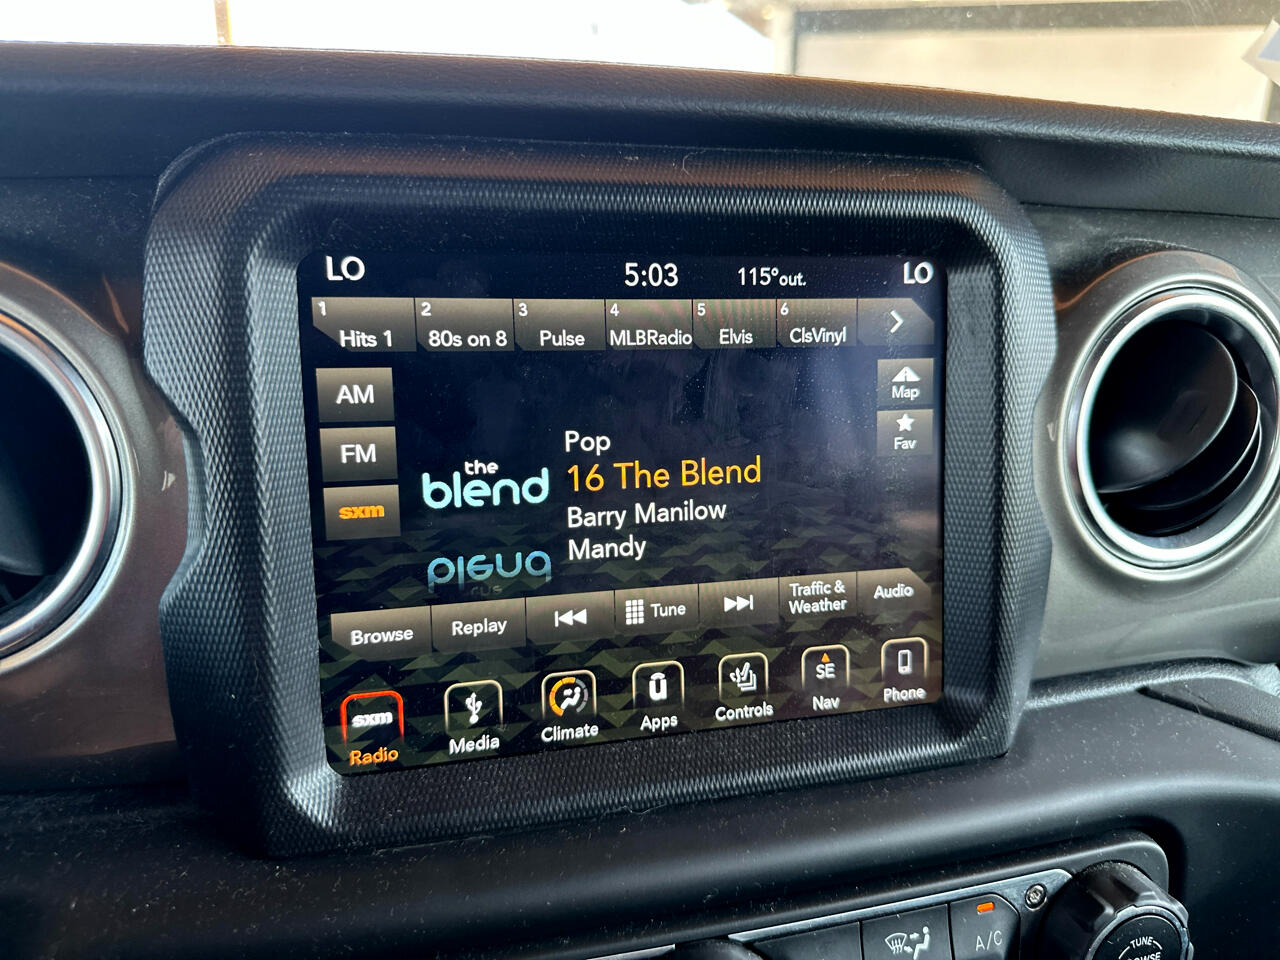 LO 5:03 115°out. LO
1 2 3 4 5 6
Hits 1 80s on 8 Pulse MLBRadio Elvis ClsVinyl
AM
Map
FM
Fav
sxm
the
blend
Pop
16 The Blend
Barry Manilow
Mandy
Browse Replay Tune Traffic &
Weather Audio
sxm
Radio Media Climate Apps Controls SE
Nav Phone
A/C
TUNE
BROWSE